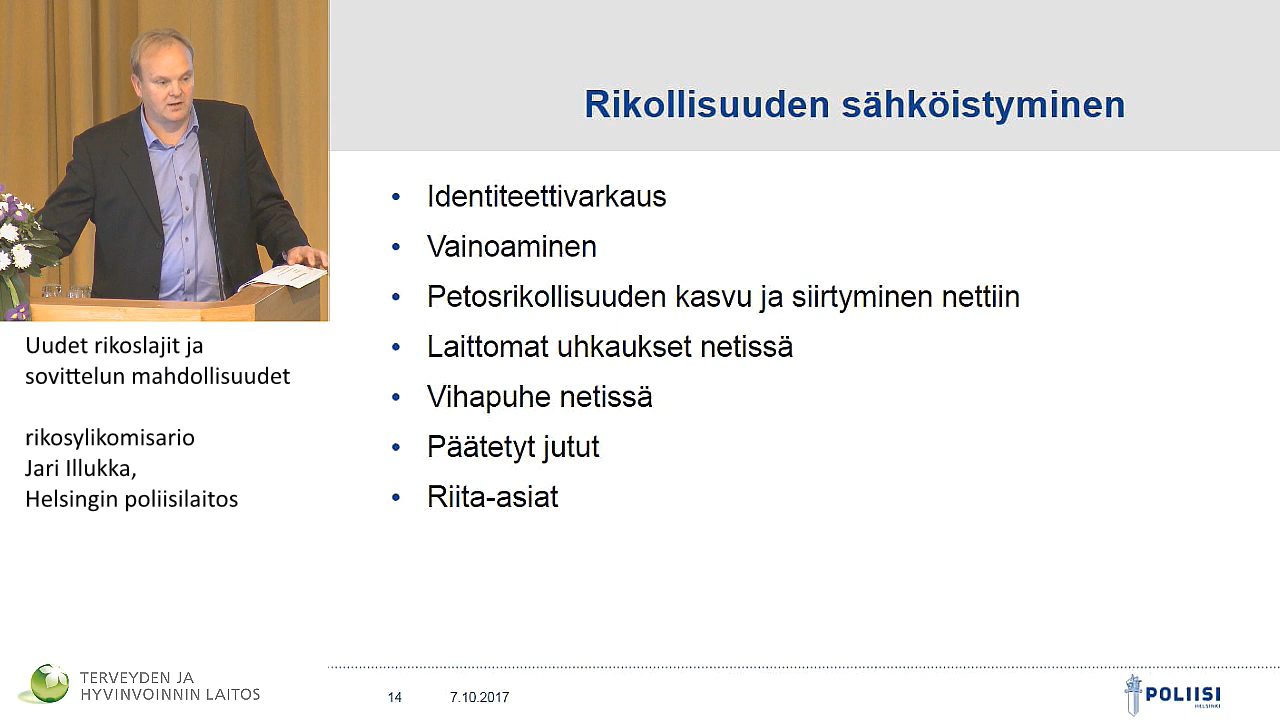 Rikollisuuden sähköistyminen
• Identiteettivarkaus
• Vainoaminen
• Petosrikollisuuden kasvu ja siirtyminen nettiin
• Laittomat uhkaukset netissä
• Vihapuhe netissä
• Päätetyt jutut
• Riita-asiat
Uudet rikoslajit ja
sovittelun mahdollisuudet
rikosylikomisario
Jari Illukka,
Helsingin poliisilaitos
TERVEYDEN JA
HYVINVOINNIN LAITOS
14 7.10.2017
POLIISI
HELSINKI